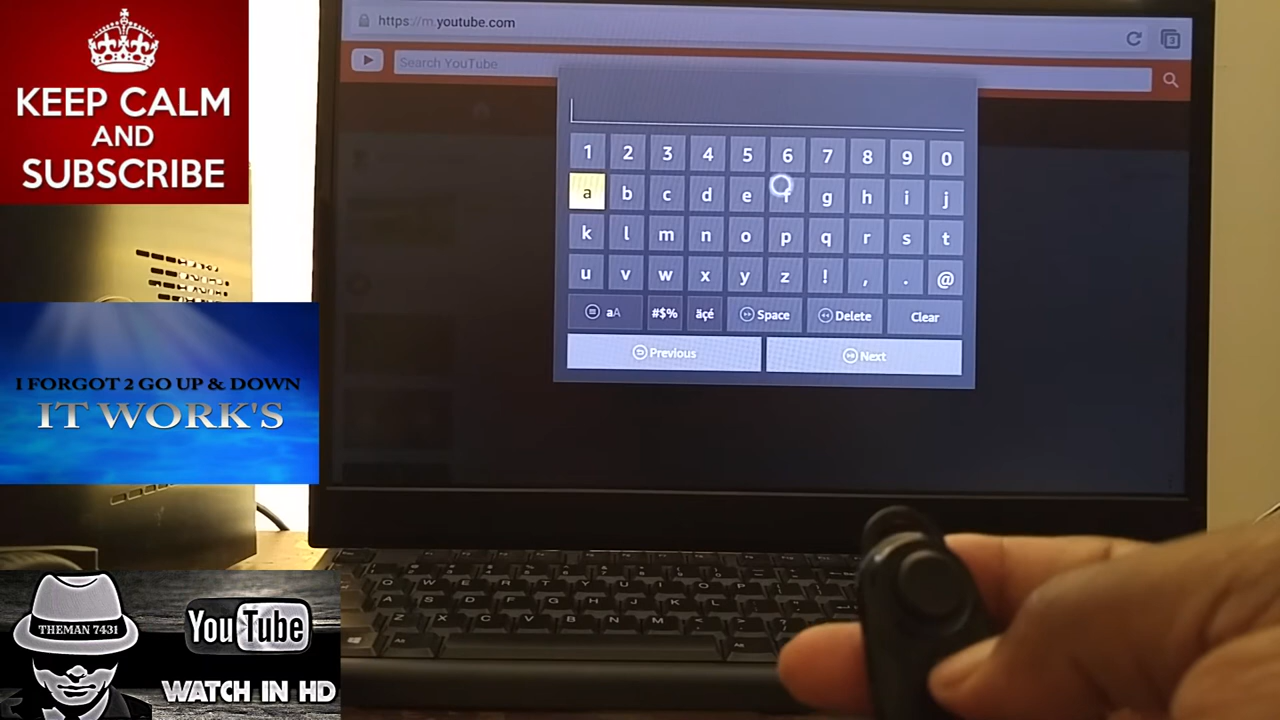 KEEP CALM
AND
SUBSCRIBE
I FORGOT 2 GO UP & DOWN
IT WORK'S
THEMAN 7431
YouTube
WATCH IN HD
https://m.youtube.com
3
Search YouTube
1 2 3 4 5 6 7 8 9 0
a b c d e f g h i j
k l m n o p q r s t
u v w x y z ! , . @
aA #$% äçé Space Delete Clear
Previous Next
Q W E R T Y U I O P
A S D F G H J K L
Z X C V B N M